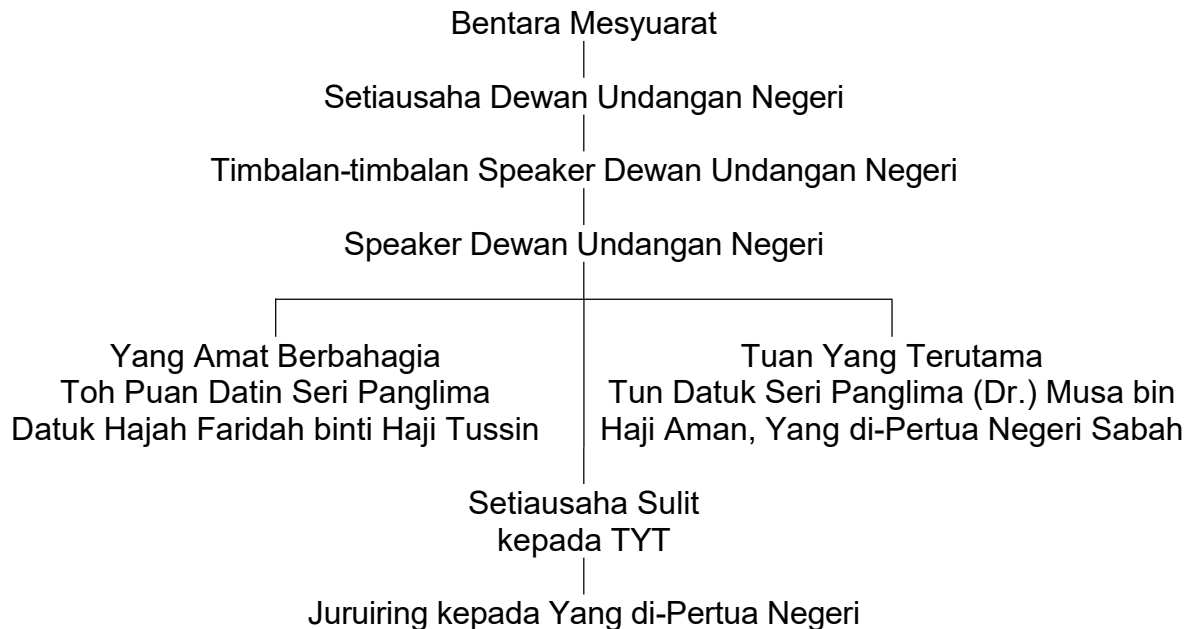 Bentara Mesyuarat
Setiausaha Dewan Undangan Negeri
Timbalan-timbalan Speaker Dewan Undangan Negeri
Speaker Dewan Undangan Negeri
Yang Amat Berbahagia
Toh Puan Datin Seri Panglima
Datuk Hajah Faridah binti Haji Tussin
Tuan Yang Terutama
Tun Datuk Seri Panglima (Dr.) Musa bin
Haji Aman, Yang di-Pertua Negeri Sabah
Setiausaha Sulit
kepada TYT
Juruiring kepada Yang di-Pertua Negeri